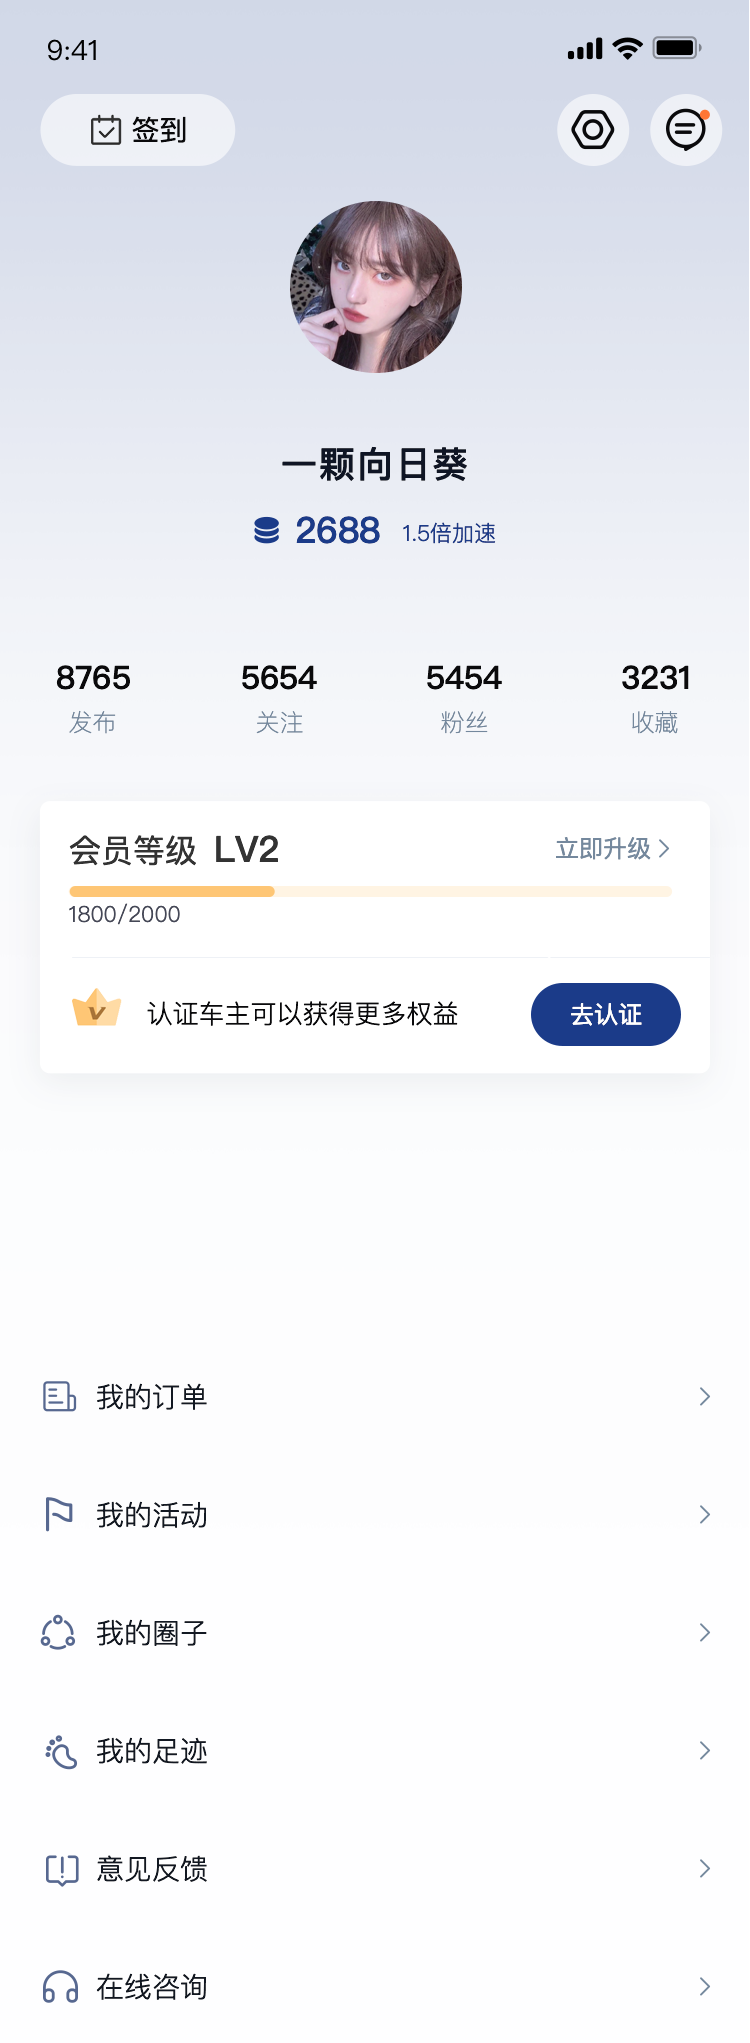 9:41
签到
一颗向日葵
2688 1.5倍加速
8765 5654 5454 3231
发布 关注 粉丝 收藏
会员等级 LV2 立即升级
1800/2000
认证车主可以获得更多权益 去认证
我的订单
我的活动
我的圈子
我的足迹
意见反馈
在线咨询